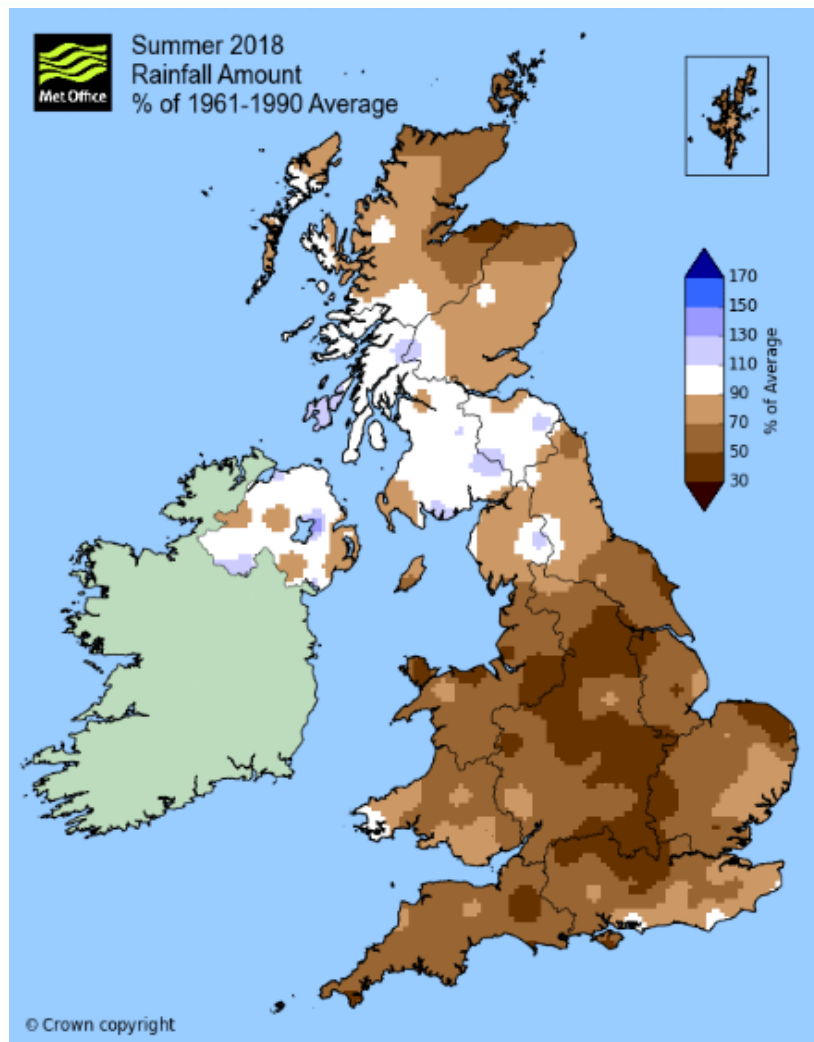 Summer 2018
Rainfall Amount
% of 1961-1990 Average
Met Office
170
150
130
110
90
70
50
30
% of Average
© Crown copyright